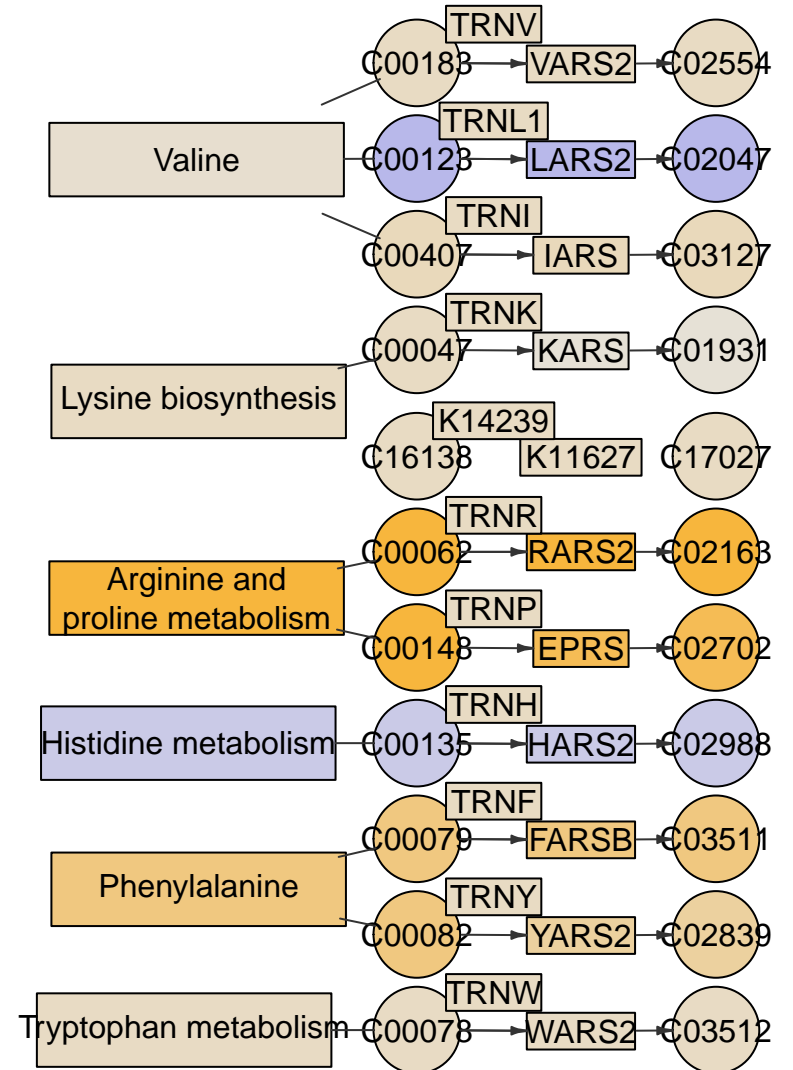 TRNV
C00183 VARS2 C02554
TRNL1
Valine C00123 LARS2 C02047
TRNI
C00407 IARS C03127
TRNK
C00047 KARS C01931
Lysine biosynthesis
K14239
C16138 K11627 C17027
TRNR
C00062 RARS2 C02163
Arginine and
proline metabolism
TRNP
C00148 EPRS C02702
TRNH
Histidine metabolism C00135 HARS2 C02988
TRNF
C00079 FARSB C03511
Phenylalanine
TRNY
C00082 YARS2 C02839
TRNW
Tryptophan metabolism C00078 WARS2 C03512